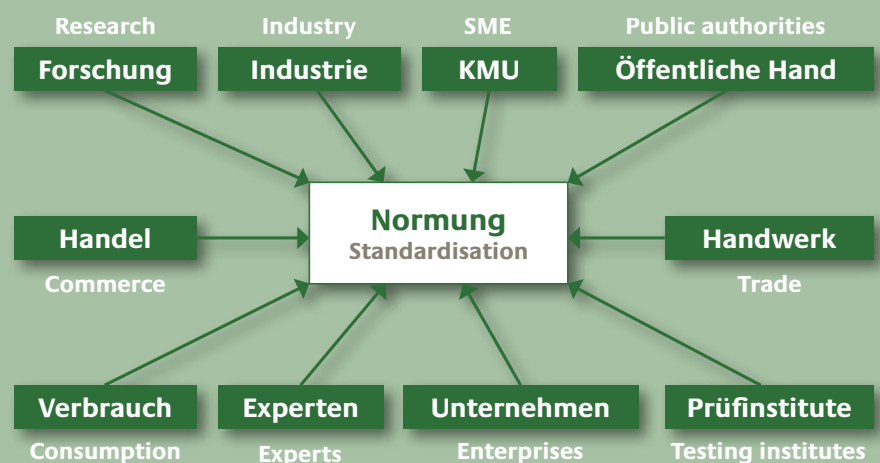 Research
Industry
SME
Public authorities
Forschung
Industrie
KMU
Öffentliche Hand
Normung
Standardisation
Handel
Commerce
Handwerk
Trade
Verbrauch
Experten
Unternehmen
Prüfinstitute
Consumption
Experts
Enterprises
Testing institutes